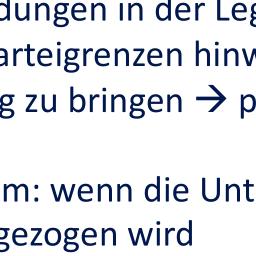 dungen in der Leg
arteigrenzen hinw
g zu bringen → p
m: wenn die Unt
gezogen wird